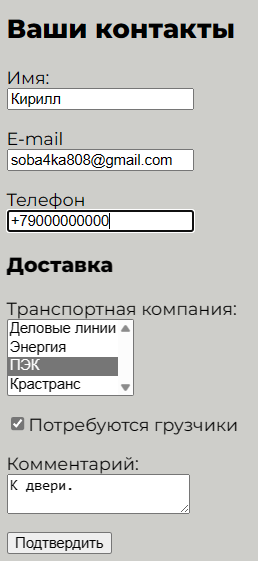 Ваши контакты
Имя:
Кирилл
E-mail
soba4ka808@gmail.com
Телефон
+79000000000
Доставка
Транспортная компания:
Деловые линии
Энергия
ПЭК
Крастранс
Потребуются грузчики
Комментарий:
К двери.
Подтвердить